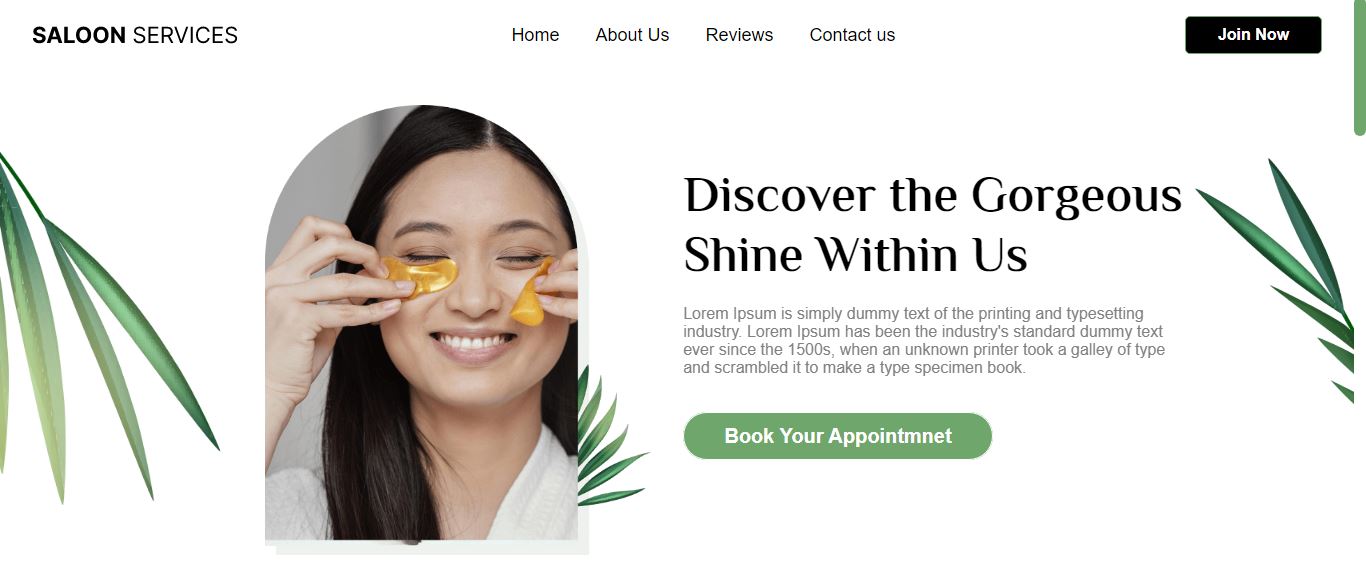 SALOON SERVICES
Home
About Us
Reviews
Contact us
Join Now
Discover the Gorgeous
Shine Within Us
Lorem Ipsum is simply dummy text of the printing and typesetting
industry. Lorem Ipsum has been the industry's standard dummy text
ever since the 1500s, when an unknown printer took a galley of type
and scrambled it to make a type specimen book.
Book Your Appointmnet